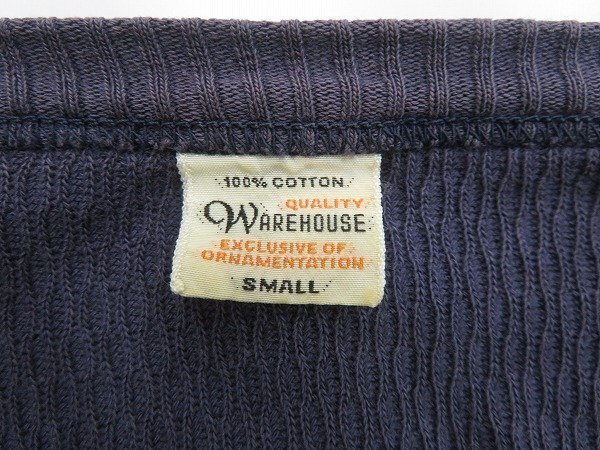 100% COTTON
QUALITY
WAREHOUSE
EXCLUSIVE OF
ORNAMENTATION
SMALL